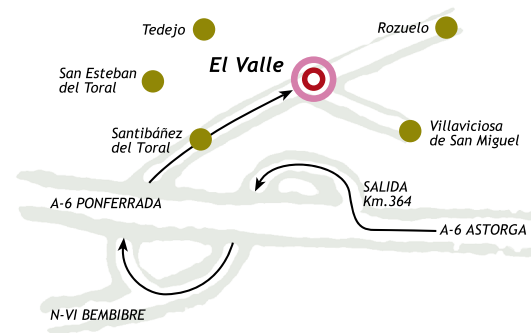 Tedejo
Rozuelo
El Valle
San Esteban
del Toral
Santibáñez
del Toral
Villaviciosa
de San Miguel
SALIDA
Km.364
A-6 PONFERRADA
A-6 ASTORGA
N-VI BEMBIBRE